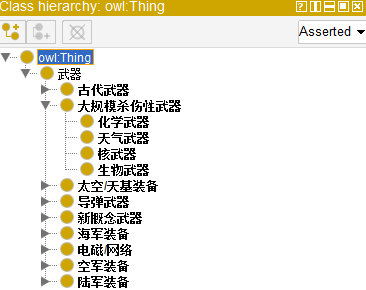 Class hierarchy: owl:Thing
Asserted
owl:Thing
武器
古代武器
大规模杀伤性武器
化学武器
天气武器
核武器
生物武器
太空/天基装备
导弹武器
新概念武器
海军装备
电磁/网络
空军装备
陆军装备